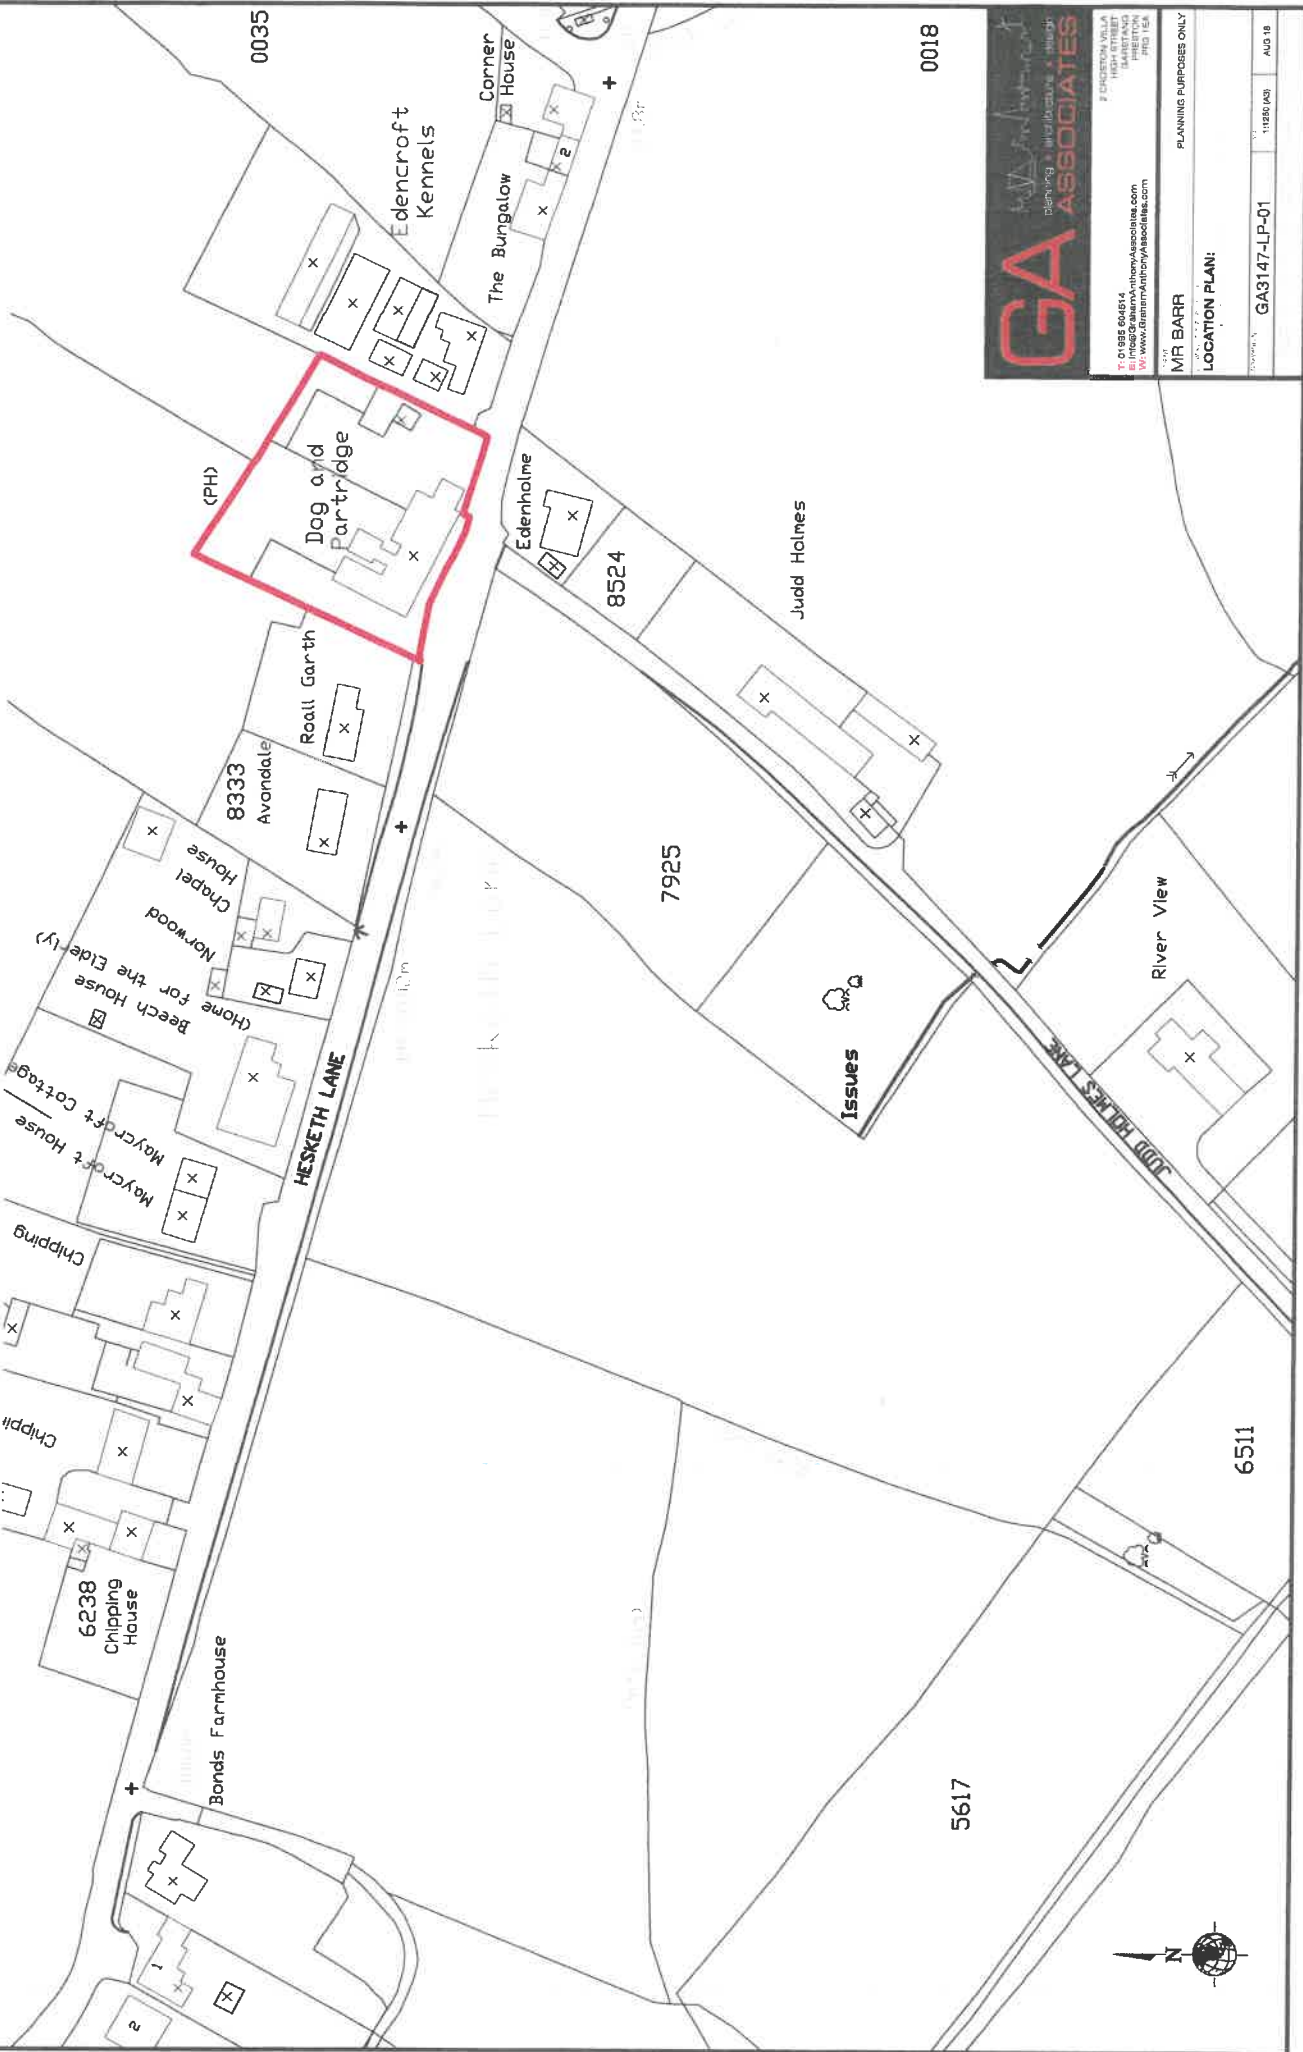 0035
Corner
House
Edencroft
Kennels
2
The Bungalow
(PH)
Dog and
Partridge
Edenholme
8524
Judd Holmes
Roall Garth
8333
Avondale
Chapel
House
Norwood
Beech House
(Home for the Elderly)
Maycroft Cottage
Maycroft House
HESKETH LANE
7925
Issues
JUDD HOLMES LANE
River View
Chipping
6238
Chipping
House
Bonds Farmhouse
1
2
5617
6511
0018
N
GA
planning • architecture • design
ASSOCIATES
2 CROSTON VILLA
HIGH STREET
GARSTANG
PRESTON
PR3 1EA
T: 01995 604514
E: Info@GrahamAnthonyAssociates.com
W: www.GrahamAnthonyAssociates.com
MR BARR
PLANNING PURPOSES ONLY
LOCATION PLAN:
GA3147-LP-01
1:1250 (A3)
AUG 18